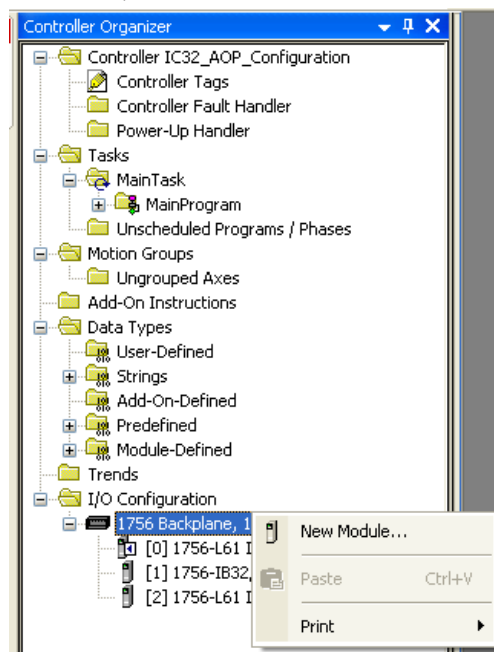 Controller Organizer
Controller IC32_AOP_Configuration
Controller Tags
Controller Fault Handler
Power-Up Handler
Tasks
MainTask
MainProgram
Unscheduled Programs / Phases
Motion Groups
Ungrouped Axes
Add-On Instructions
Data Types
User-Defined
Strings
Add-On-Defined
Predefined
Module-Defined
Trends
I/O Configuration
1756 Backplane, 1
New Module...
[0] 1756-L61 I
[1] 1756-IB32,
Paste Ctrl+V
[2] 1756-L61 I
Print